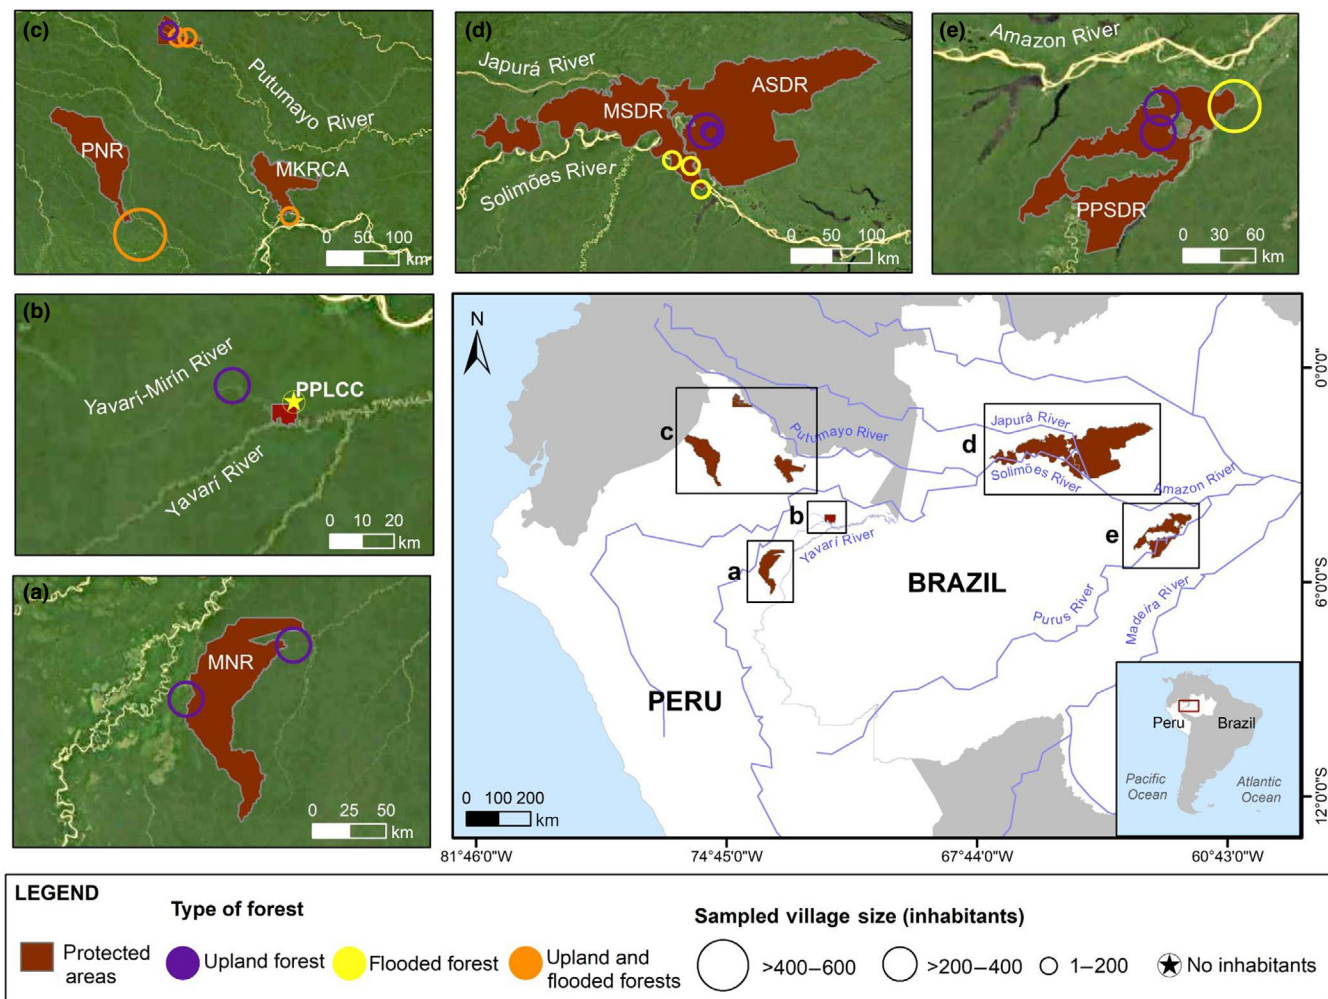 (c)
PNR
MKRCA
Putumayo River
0 50 100
km
(d)
Japurá River
MSDR
ASDR
Solimões River
0 50 100
km
(e)
Amazon River
PPSDR
0 30 60
km
(b)
Yavarí-Mirín River
PPLCC
Yavarí River
0 10 20
km
(a)
MNR
0 25 50
km
N
c
Putumayo River
d
Japurá River
Solimões River
Amazon River
b
Yavarí River
a
e
BRAZIL
Purus River
Madeira River
PERU
0 100 200
km
Peru
Brazil
Pacific
Ocean
Atlantic
Ocean
0°0'0"
6°0'0"S
12°0'0"S
81°46'0"W
74°45'0"W
67°44'0"W
60°43'0"W
LEGEND
Type of forest
Sampled village size (inhabitants)
Protected
areas
Upland forest
Flooded forest
Upland and
flooded forests
>400–600
>200–400
1–200
No inhabitants